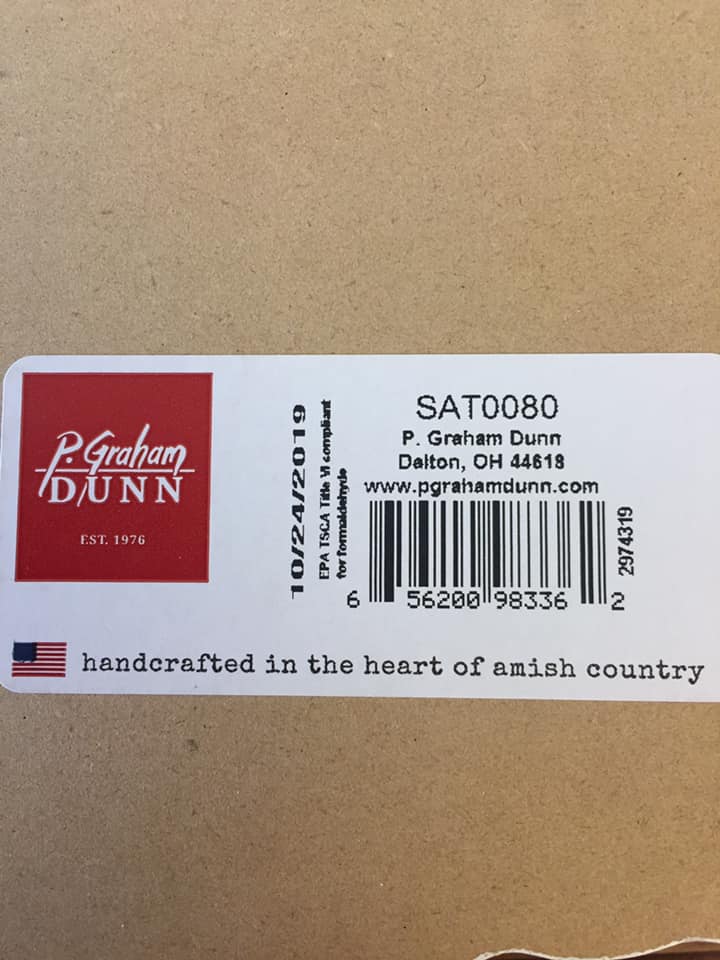 P. Graham
DUNN
EST. 1976
10/24/2019
EPA TSCA Title VI compliant
for formaldehyde
SAT0080
P. Graham Dunn
Dalton, OH 44618
www.pgrahamdunn.com
2974319
6 56200 98336 2
handcrafted in the heart of amish country